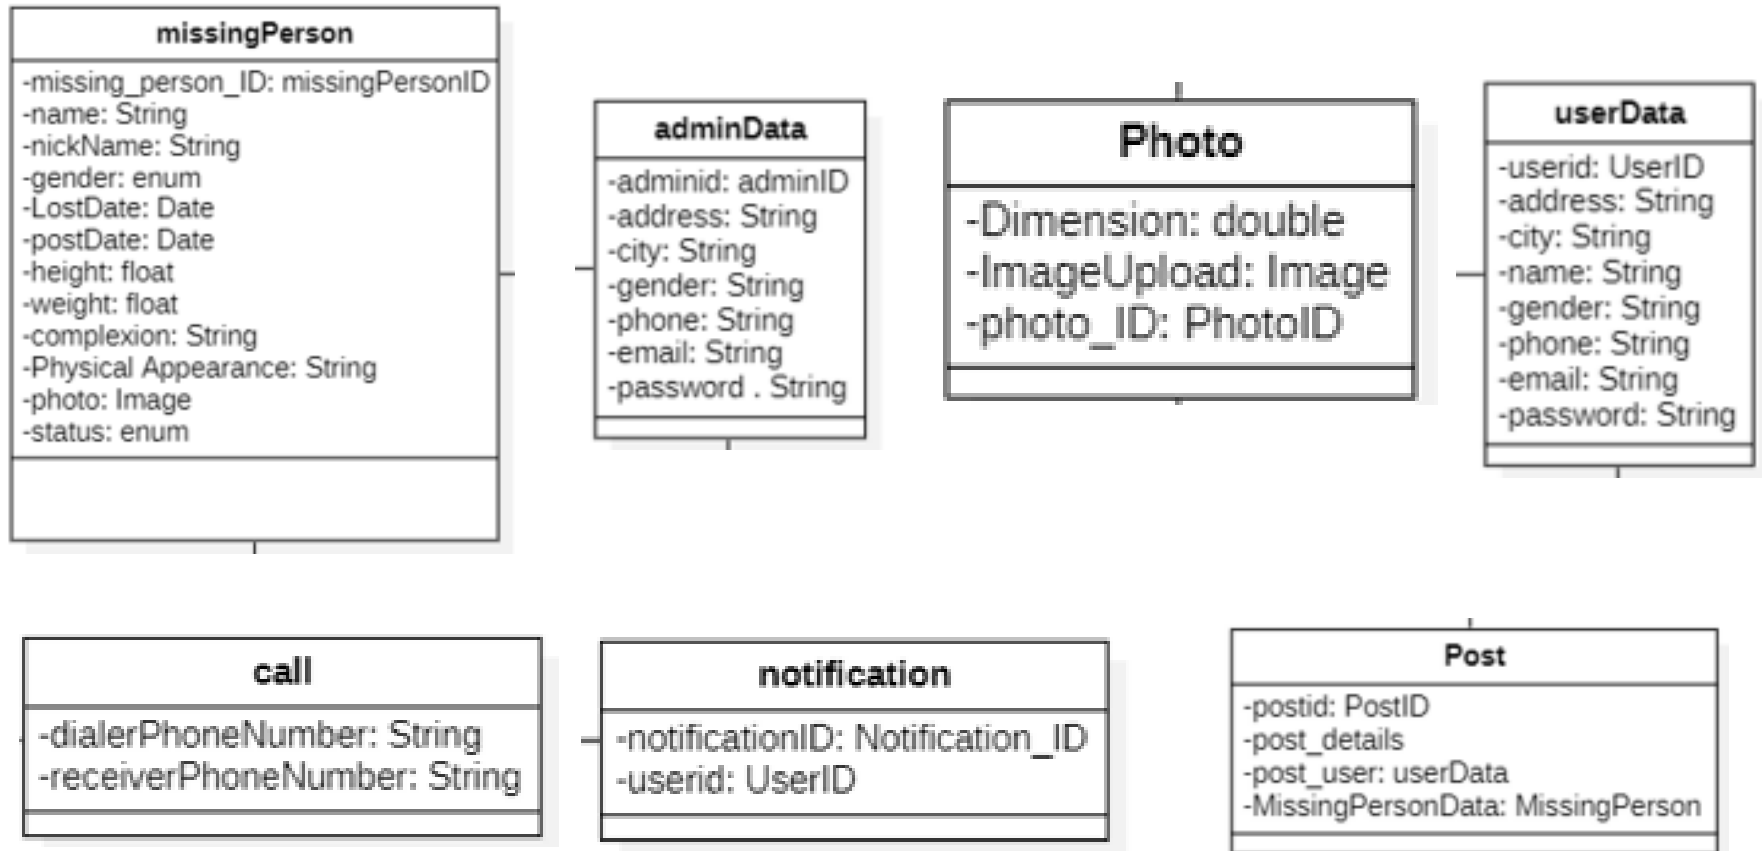 missingPerson
-missing_person_ID: missingPersonID
-name: String
-nickName: String
-gender: enum
-LostDate: Date
-postDate: Date
-height: float
-weight: float
-complexion: String
-Physical Appearance: String
-photo: Image
-status: enum
adminData
-adminid: adminID
-address: String
-city: String
-gender: String
-phone: String
-email: String
-password . String
Photo
-Dimension: double
-ImageUpload: Image
-photo_ID: PhotoID
userData
-userid: UserID
-address: String
-city: String
-name: String
-gender: String
-phone: String
-email: String
-password: String
call
-dialerPhoneNumber: String
-receiverPhoneNumber: String
notification
-notificationID: Notification_ID
-userid: UserID
Post
-postid: PostID
-post_details
-post_user: userData
-MissingPersonData: MissingPerson